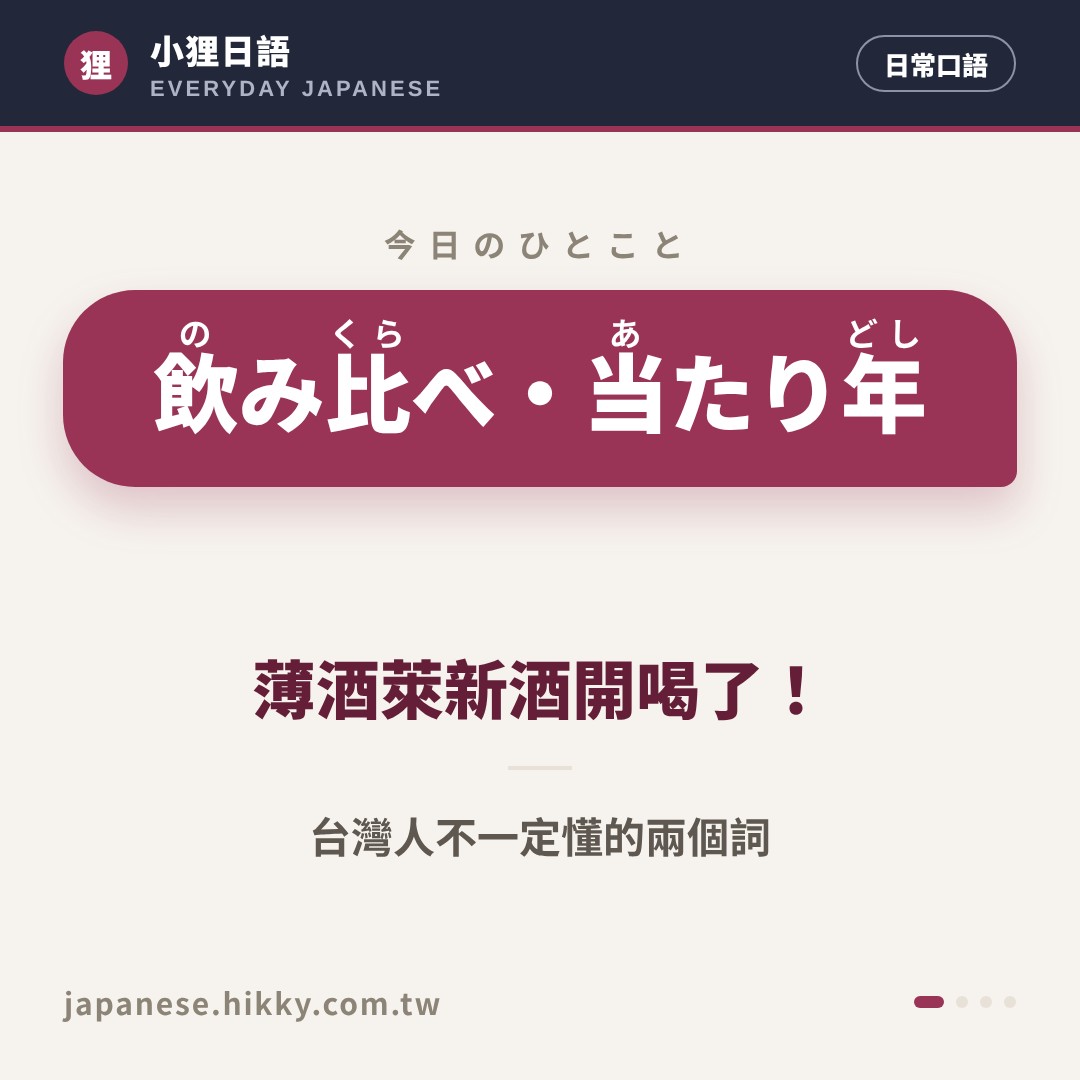 狸
小狸日語
EVERYDAY JAPANESE
日常口語
今日のひとこと
の くら あ どし
飲み比べ・当たり年
薄酒萊新酒開喝了！
台灣人不一定懂的兩個詞
japanese.hikky.com.tw